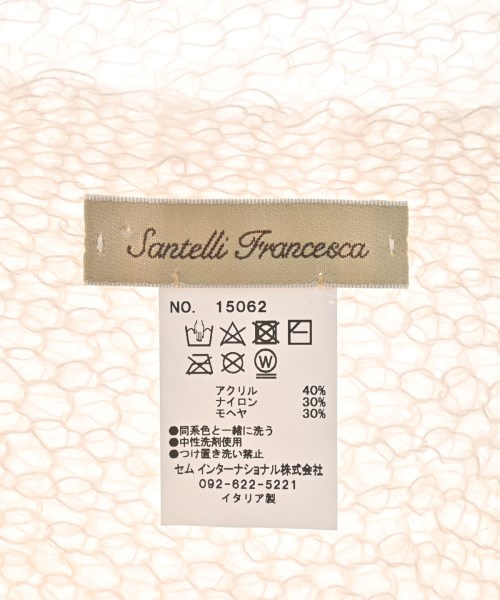 Santelli Francesca
NO. 15062
W
アクリル 40%
ナイロン 30%
モヘヤ 30%
●同系色と一緒に洗う
●中性洗剤使用
●つけ置き洗い禁止
セム インターナショナル株式会社
092-622-5221
イタリア製